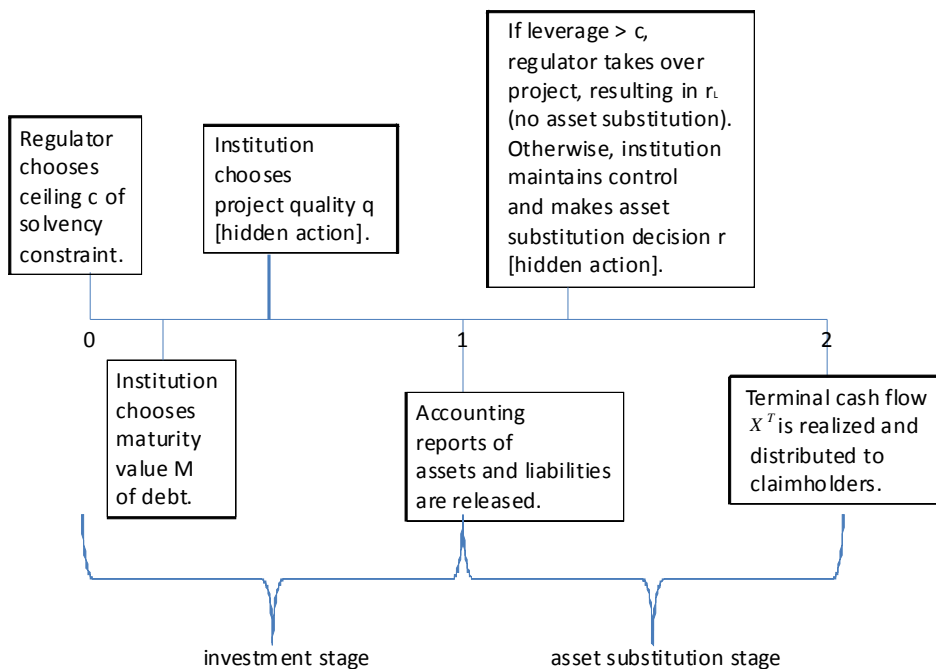 If leverage > c,
regulator takes over
project, resulting in rL
(no asset substitution).
Otherwise, institution
maintains control
and makes asset
substitution decision r
[hidden action].
Regulator
chooses
ceiling c of
solvency
constraint.
Institution
chooses
project quality q
[hidden action].
0
1
2
Institution
chooses
maturity
value M
of debt.
Accounting
reports of
assets and liabilities
are released.
Terminal cash flow
X^T is realized and
distributed to
claimholders.
investment stage
asset substitution stage